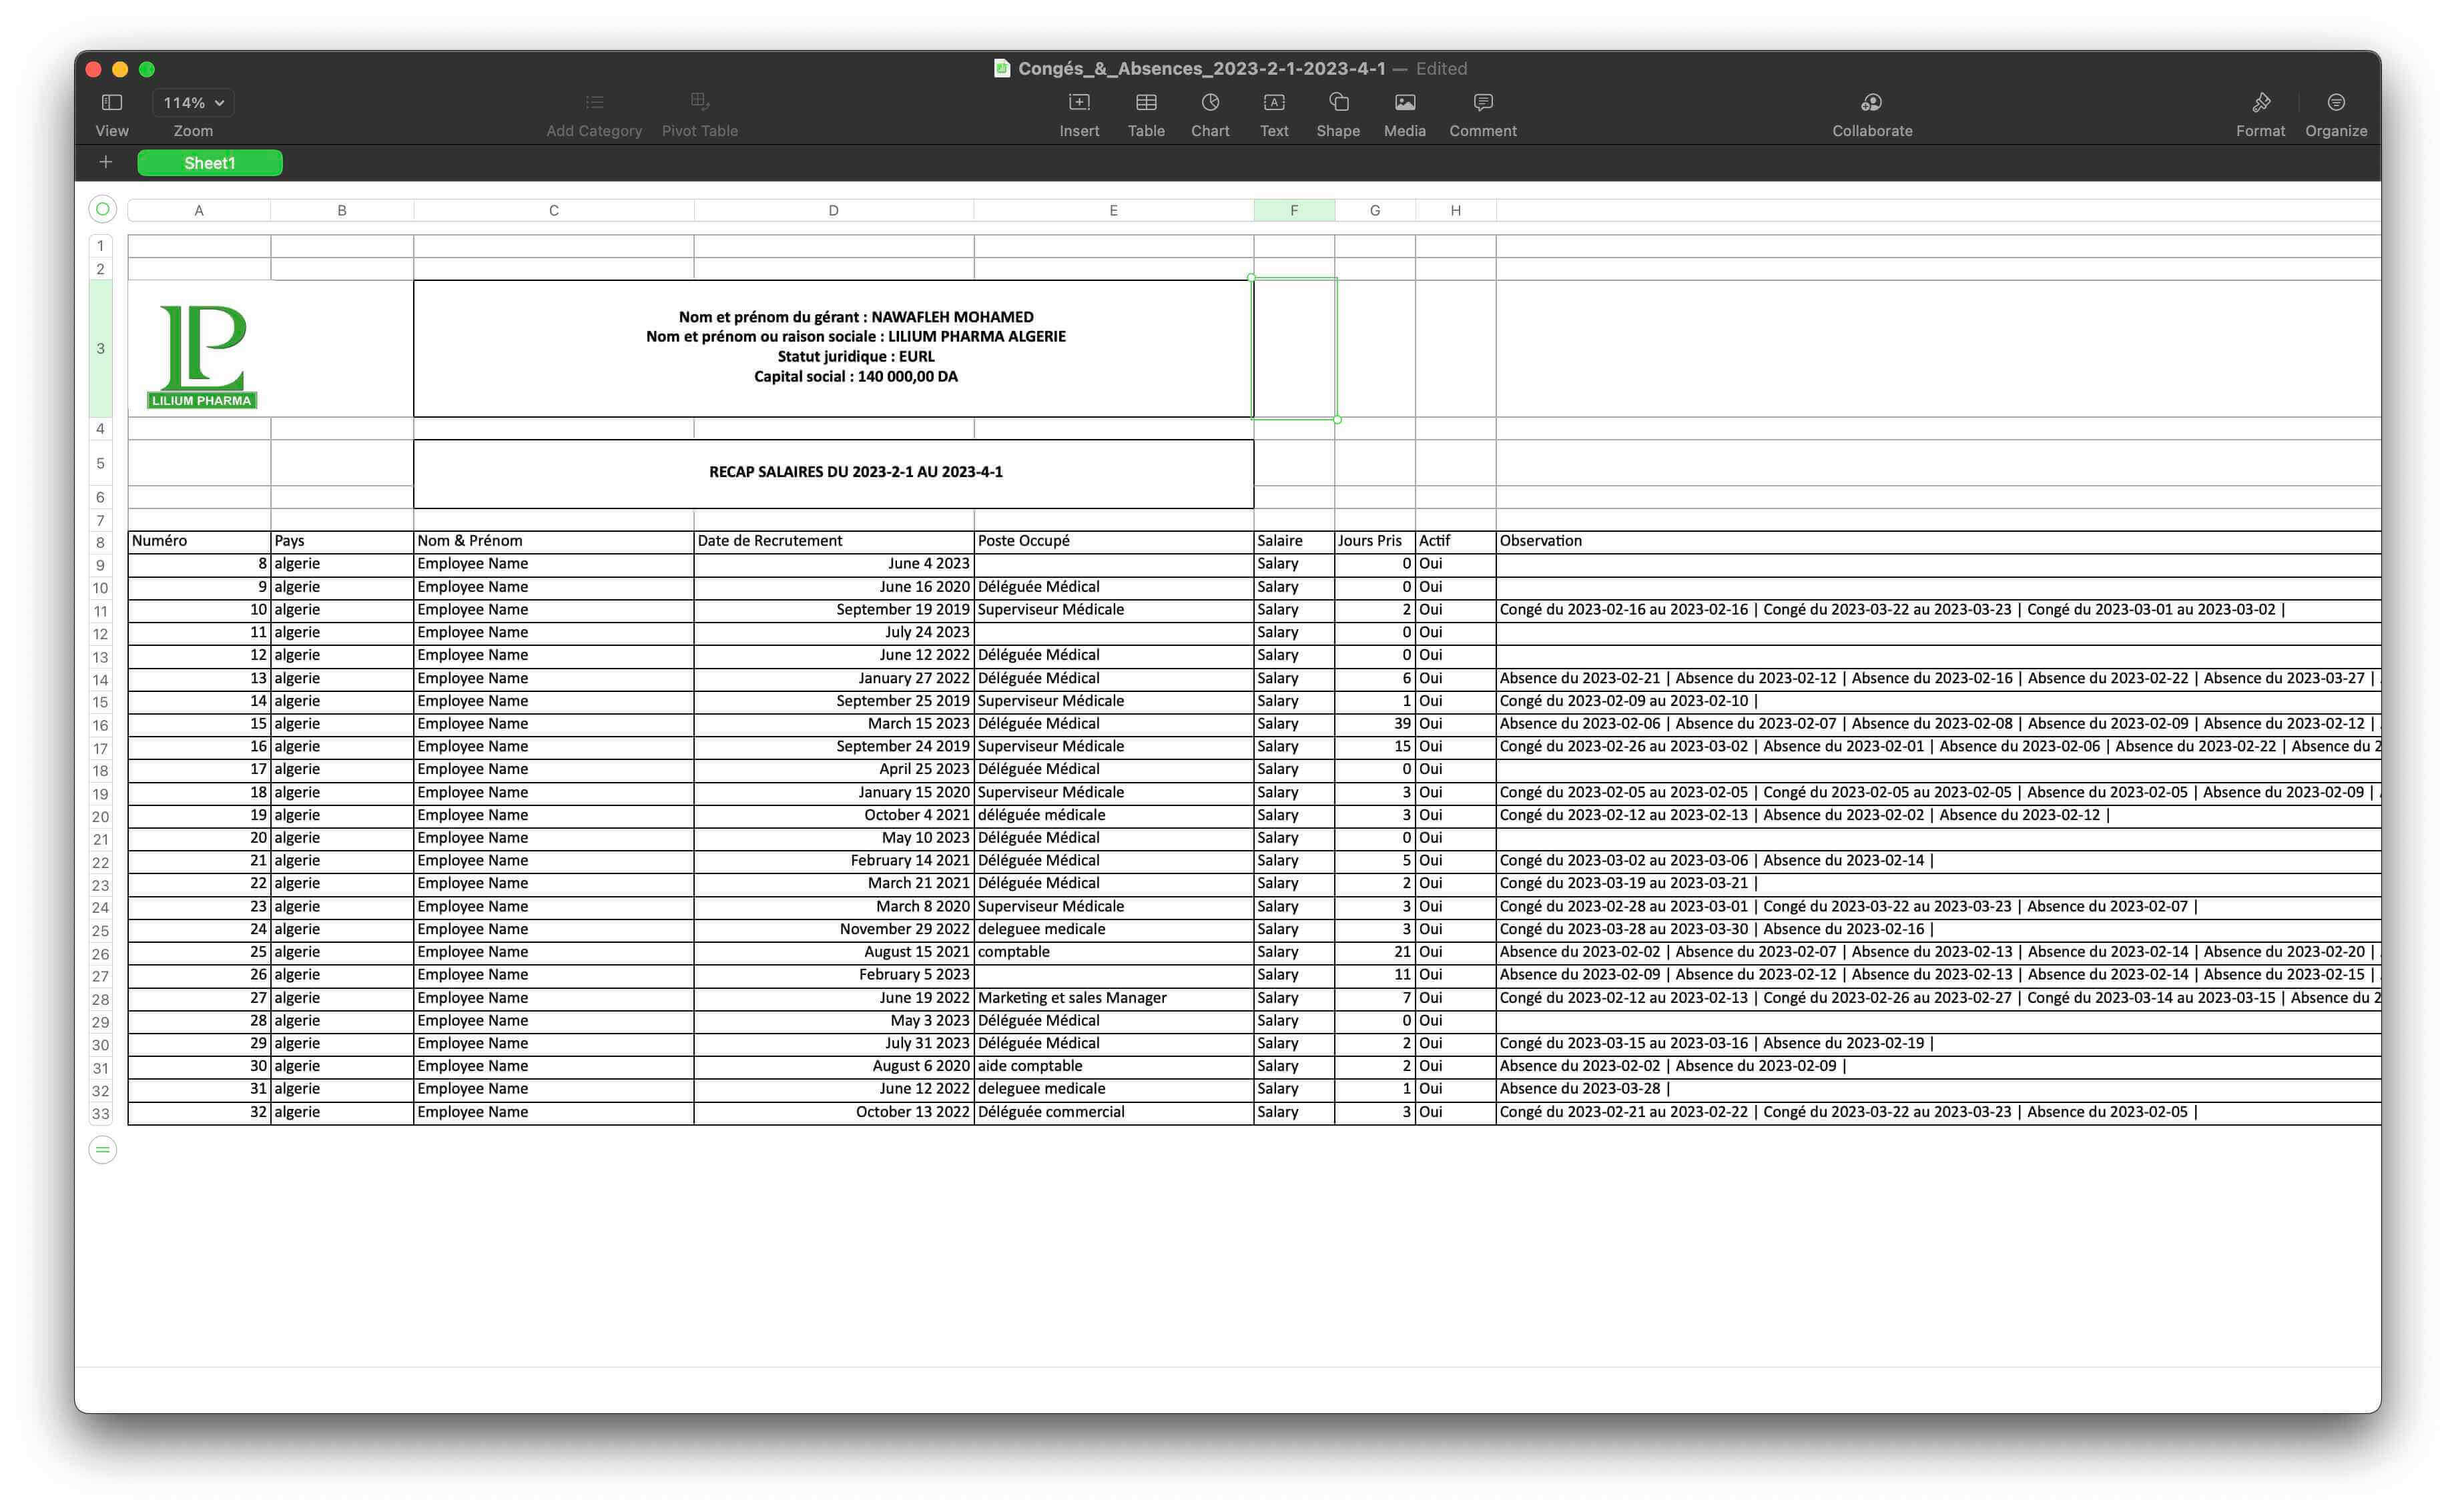 Congés_&_Absences_2023-2-1-2023-4-1 — Edited
114%
View Zoom Add Category Pivot Table Insert Table Chart Text Shape Media Comment Collaborate Format Organize
+ Sheet1
A B C D E F G H
1
2
3
LILIUM PHARMA
Nom et prénom du gérant : NAWAFLEH MOHAMED
Nom et prénom ou raison sociale : LILIUM PHARMA ALGERIE
Statut juridique : EURL
Capital social : 140 000,00 DA
4
5 RECAP SALAIRES DU 2023-2-1 AU 2023-4-1
6
7
8 Numéro Pays Nom & Prénom Date de Recrutement Poste Occupé Salaire Jours Pris Actif Observation
9 8 algerie Employee Name June 4 2023 Salary 0 Oui
10 9 algerie Employee Name June 16 2020 Déléguée Médical Salary 0 Oui
11 10 algerie Employee Name September 19 2019 Superviseur Médicale Salary 2 Oui Congé du 2023-02-16 au 2023-02-16 | Congé du 2023-03-22 au 2023-03-23 | Congé du 2023-03-01 au 2023-03-02 |
12 11 algerie Employee Name July 24 2023 Salary 0 Oui
13 12 algerie Employee Name June 12 2022 Déléguée Médical Salary 0 Oui
14 13 algerie Employee Name January 27 2022 Déléguée Médical Salary 6 Oui Absence du 2023-02-21 | Absence du 2023-02-12 | Absence du 2023-02-16 | Absence du 2023-02-22 | Absence du 2023-03-27 |
15 14 algerie Employee Name September 25 2019 Superviseur Médicale Salary 1 Oui Congé du 2023-02-09 au 2023-02-10 |
16 15 algerie Employee Name March 15 2023 Déléguée Médical Salary 39 Oui Absence du 2023-02-06 | Absence du 2023-02-07 | Absence du 2023-02-08 | Absence du 2023-02-09 | Absence du 2023-02-12 |
17 16 algerie Employee Name September 24 2019 Superviseur Médicale Salary 15 Oui Congé du 2023-02-26 au 2023-03-02 | Absence du 2023-02-01 | Absence du 2023-02-06 | Absence du 2023-02-22 | Absence du 2
18 17 algerie Employee Name April 25 2023 Déléguée Médical Salary 0 Oui
19 18 algerie Employee Name January 15 2020 Superviseur Médicale Salary 3 Oui Congé du 2023-02-05 au 2023-02-05 | Congé du 2023-02-05 au 2023-02-05 | Absence du 2023-02-05 | Absence du 2023-02-09 |
20 19 algerie Employee Name October 4 2021 déléguée médicale Salary 3 Oui Congé du 2023-02-12 au 2023-02-13 | Absence du 2023-02-02 | Absence du 2023-02-12 |
21 20 algerie Employee Name May 10 2023 Déléguée Médical Salary 0 Oui
22 21 algerie Employee Name February 14 2021 Déléguée Médical Salary 5 Oui Congé du 2023-03-02 au 2023-03-06 | Absence du 2023-02-14 |
23 22 algerie Employee Name March 21 2021 Déléguée Médical Salary 2 Oui Congé du 2023-03-19 au 2023-03-21 |
24 23 algerie Employee Name March 8 2020 Superviseur Médicale Salary 3 Oui Congé du 2023-02-28 au 2023-03-01 | Congé du 2023-03-22 au 2023-03-23 | Absence du 2023-02-07 |
25 24 algerie Employee Name November 29 2022 deleguee medicale Salary 3 Oui Congé du 2023-03-28 au 2023-03-30 | Absence du 2023-02-16 |
26 25 algerie Employee Name August 15 2021 comptable Salary 21 Oui Absence du 2023-02-02 | Absence du 2023-02-07 | Absence du 2023-02-13 | Absence du 2023-02-14 | Absence du 2023-02-20 |
27 26 algerie Employee Name February 5 2023 Salary 11 Oui Absence du 2023-02-09 | Absence du 2023-02-12 | Absence du 2023-02-13 | Absence du 2023-02-14 | Absence du 2023-02-15 |
28 27 algerie Employee Name June 19 2022 Marketing et sales Manager Salary 7 Oui Congé du 2023-02-12 au 2023-02-13 | Congé du 2023-02-26 au 2023-02-27 | Congé du 2023-03-14 au 2023-03-15 | Absence du 2
29 28 algerie Employee Name May 3 2023 Déléguée Médical Salary 0 Oui
30 29 algerie Employee Name July 31 2023 Déléguée Médical Salary 2 Oui Congé du 2023-03-15 au 2023-03-16 | Absence du 2023-02-19 |
31 30 algerie Employee Name August 6 2020 aide comptable Salary 2 Oui Absence du 2023-02-02 | Absence du 2023-02-09 |
32 31 algerie Employee Name June 12 2022 deleguee medicale Salary 1 Oui Absence du 2023-03-28 |
33 32 algerie Employee Name October 13 2022 Déléguée commercial Salary 3 Oui Congé du 2023-02-21 au 2023-02-22 | Congé du 2023-03-22 au 2023-03-23 | Absence du 2023-02-05 |